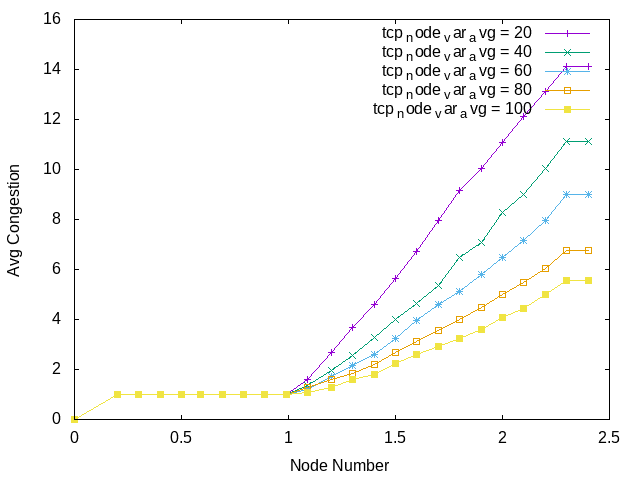 tcp node var avg = 20
tcp node var avg = 40
tcp node var avg = 60
tcp node var avg = 80
tcp node var avg = 100
16
14
12
10
8
6
4
2
0
Avg Congestion
0 0.5 1 1.5 2 2.5
Node Number